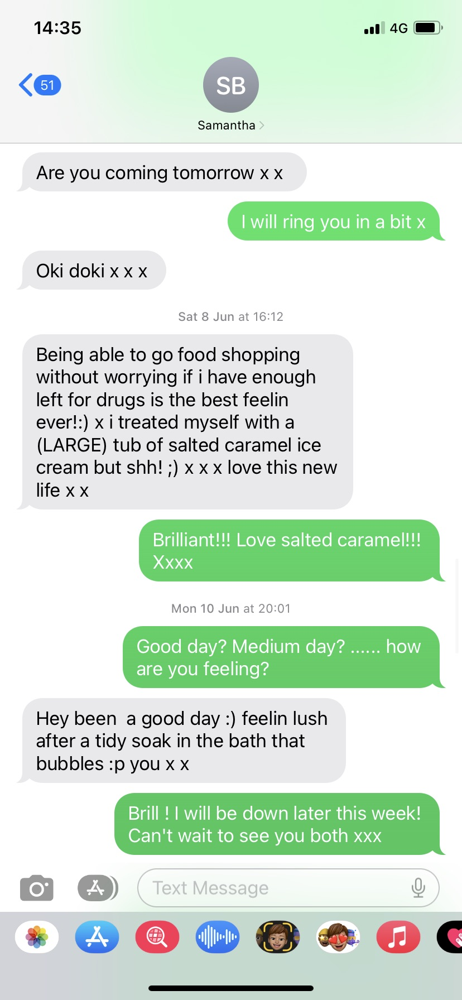 14:35
4G
51
SB
Samantha
Are you coming tomorrow x x
I will ring you in a bit x
Oki doki x x x
Sat 8 Jun at 16:12
Being able to go food shopping
without worrying if i have enough
left for drugs is the best feelin
ever!:) x i treated myself with a
(LARGE) tub of salted caramel ice
cream but shh! ;) x x x love this new
life x x
Brilliant!!! Love salted caramel!!!
Xxxx
Mon 10 Jun at 20:01
Good day? Medium day? ...... how
are you feeling?
Hey been  a good day :) feelin lush
after a tidy soak in the bath that
bubbles :p you x x
Brill ! I will be down later this week!
Can't wait to see you both xxx
Text Message